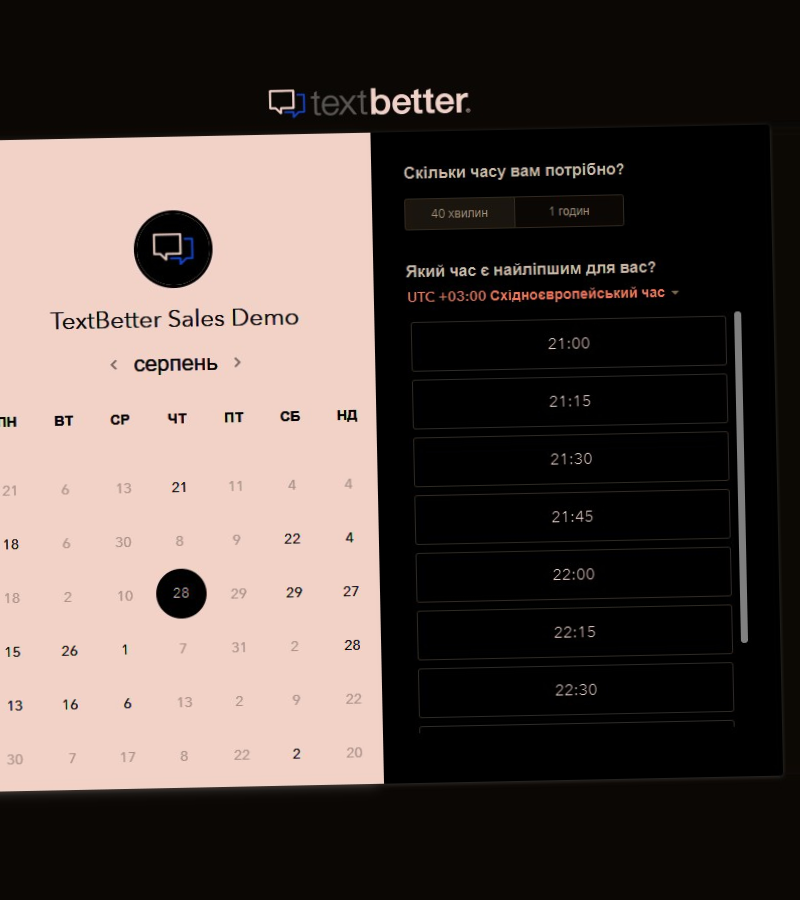 textbetter.
TextBetter Sales Demo
серпень
ПН ВТ СР ЧТ ПТ СБ НД
21 6 13 21 11 4 4
18 6 30 8 9 22 4
18 2 10 28 29 29 27
15 26 1 7 31 2 28
13 16 6 13 2 9 22
30 7 17 8 22 2 20
Скільки часу вам потрібно?
40 хвилин 1 годин
Який час є найліпшим для вас?
UTC +03:00 Східноєвропейський час
21:00
21:15
21:30
21:45
22:00
22:15
22:30